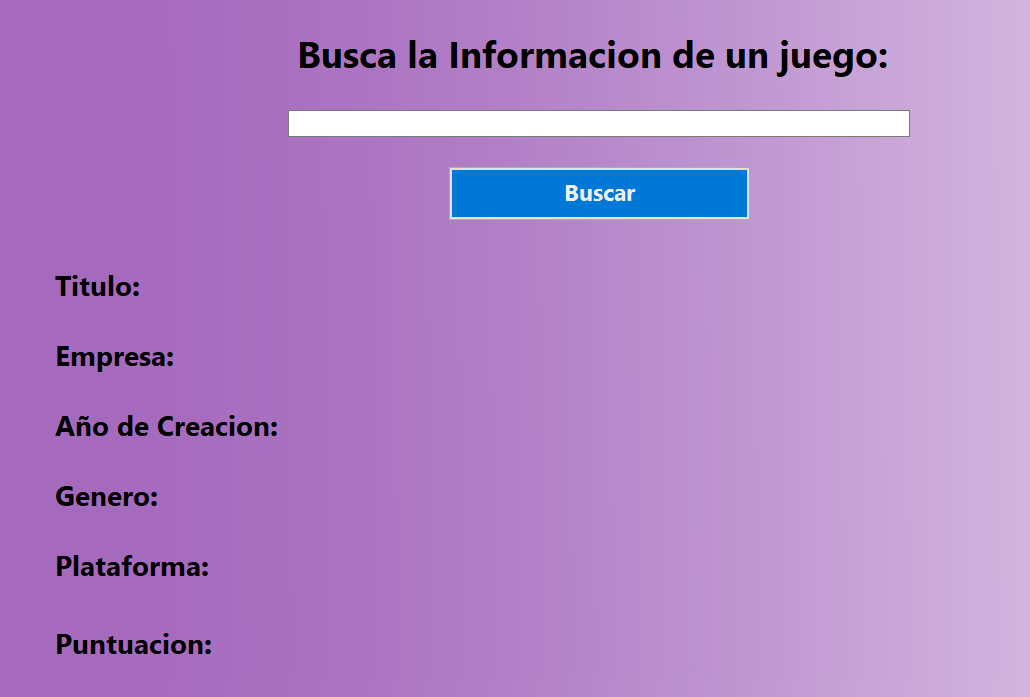 Busca la Informacion de un juego:
Buscar
Titulo:
Empresa:
Año de Creacion:
Genero:
Plataforma:
Puntuacion: